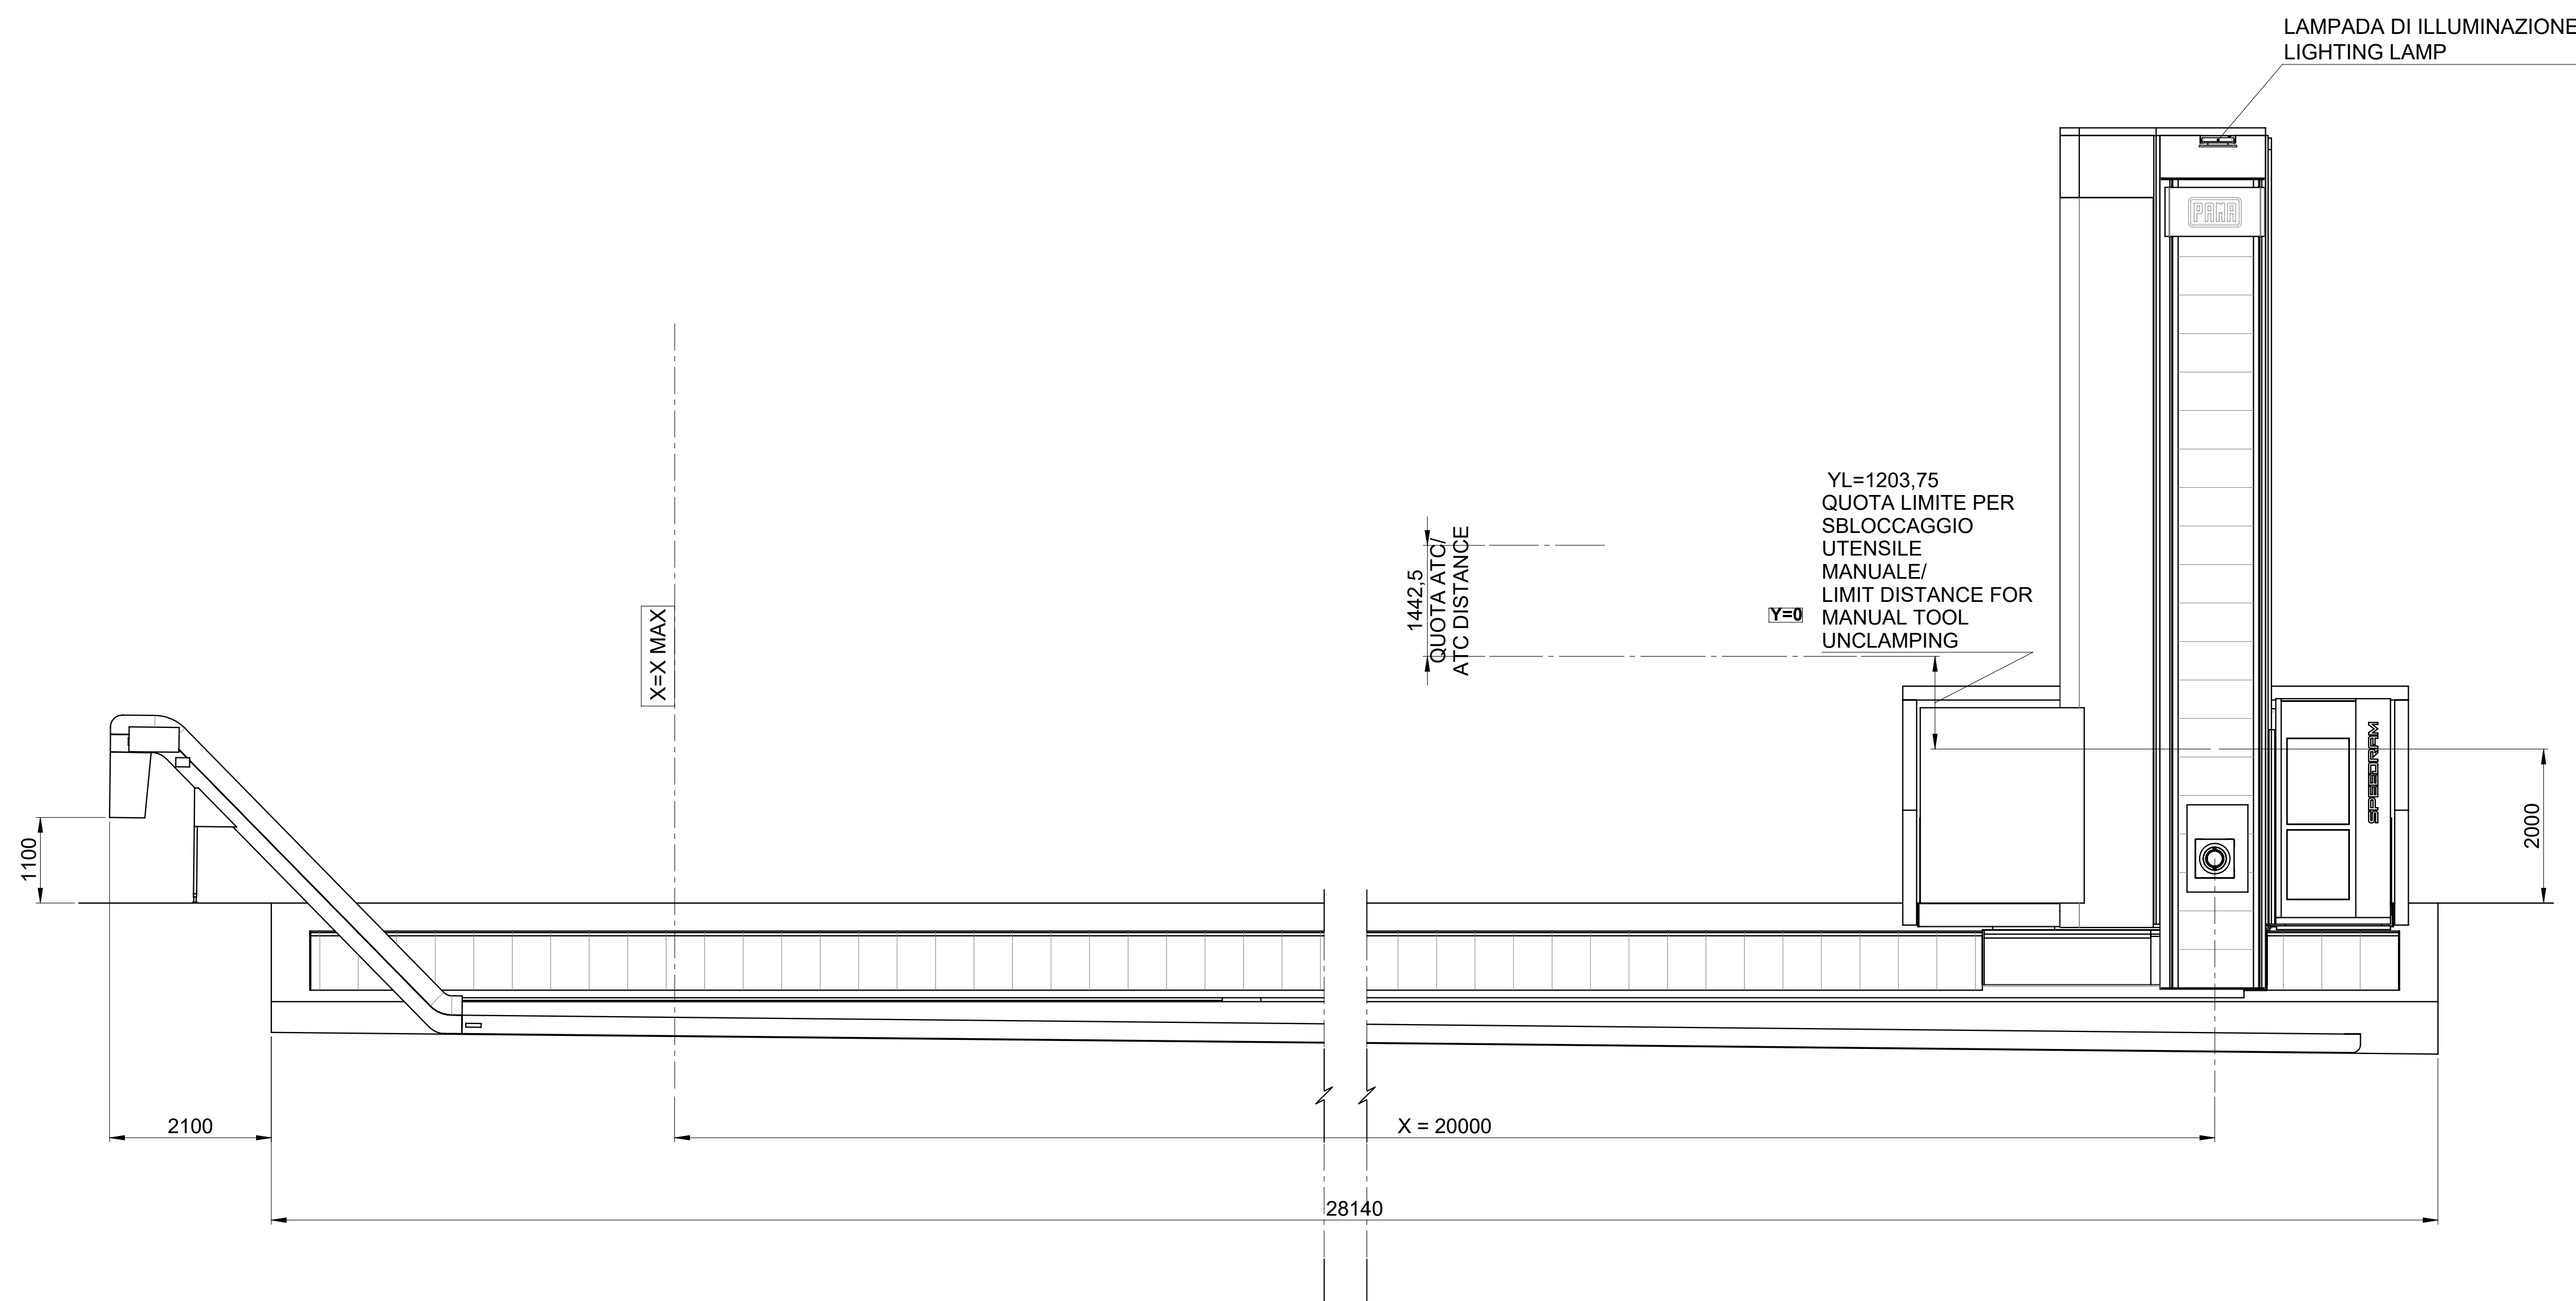 LAMPADA DI ILLUMINAZIONE
LIGHTING LAMP
PAMA
YL=1203,75
QUOTA LIMITE PER
SBLOCCAGGIO
UTENSILE
MANUALE/
LIMIT DISTANCE FOR
MANUAL TOOL
UNCLAMPING
Y=0
1442,5
QUOTA ATC/
ATC DISTANCE
X=X MAX
SPEEDRAM
2000
1100
2100
X = 20000
28140